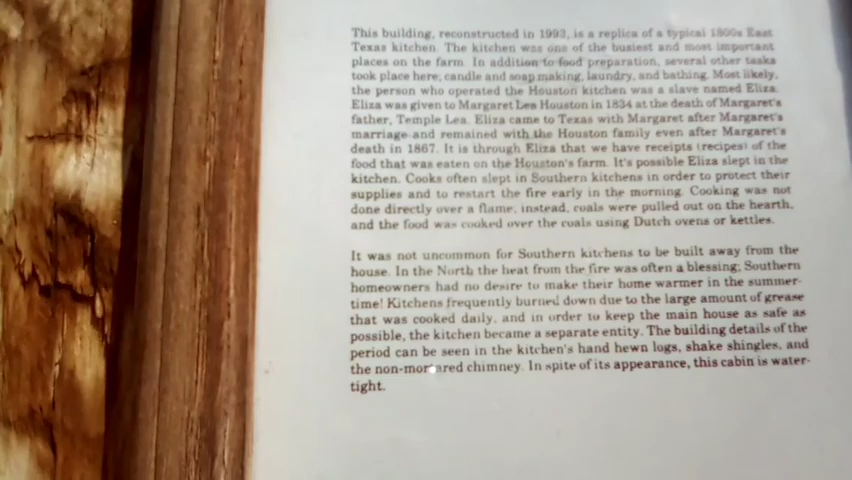 This building, reconstructed in 1993, is a replica of a typical 1800s East
Texas kitchen. The kitchen was one of the busiest and most important
places on the farm. In addition to food preparation, several other tasks
took place here; candle and soap making, laundry, and bathing. Most likely,
the person who operated the Houston kitchen was a slave named Eliza.
Eliza was given to Margaret Lea Houston in 1834 at the death of Margaret's
father, Temple Lea. Eliza came to Texas with Margaret after Margaret's
marriage and remained with the Houston family even after Margaret's
death in 1867. It is through Eliza that we have receipts (recipes) of the
food that was eaten on the Houston's farm. It's possible Eliza slept in the
kitchen. Cooks often slept in Southern kitchens in order to protect their
supplies and to restart the fire early in the morning. Cooking was not
done directly over a flame, instead, coals were pulled out on the hearth,
and the food was cooked over the coals using Dutch ovens or kettles.
It was not uncommon for Southern kitchens to be built away from the
house. In the North the heat from the fire was often a blessing; Southern
homeowners had no desire to make their home warmer in the summer-
time! Kitchens frequently burned down due to the large amount of grease
that was cooked daily, and in order to keep the main house as safe as
possible, the kitchen became a separate entity. The building details of the
period can be seen in the kitchen's hand hewn logs, shake shingles, and
the non-mortared chimney. In spite of its appearance, this cabin is water-
tight.